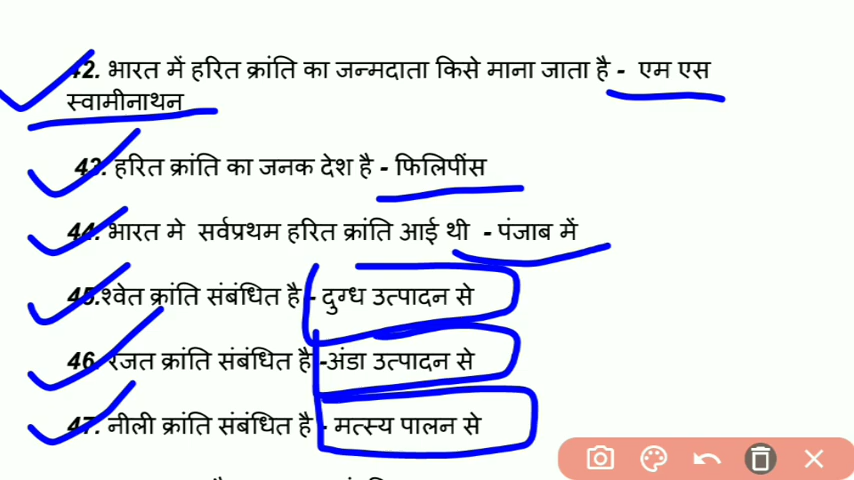 42. भारत में हरित क्रांति का जन्मदाता किसे माना जाता है - एम एस
स्वामीनाथन
43. हरित क्रांति का जनक देश है - फिलिपींस
44. भारत मे सर्वप्रथम हरित क्रांति आई थी - पंजाब में
45.श्वेत क्रांति संबंधित है - दुग्ध उत्पादन से
46. रजत क्रांति संबंधित है -अंडा उत्पादन से
47. नीली क्रांति संबंधित है - मत्स्य पालन से